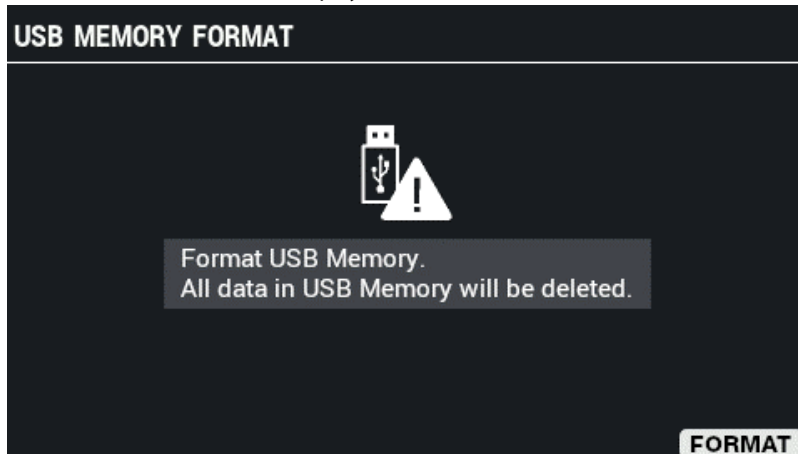 USB MEMORY FORMAT
!
Format USB Memory.
All data in USB Memory will be deleted.
FORMAT